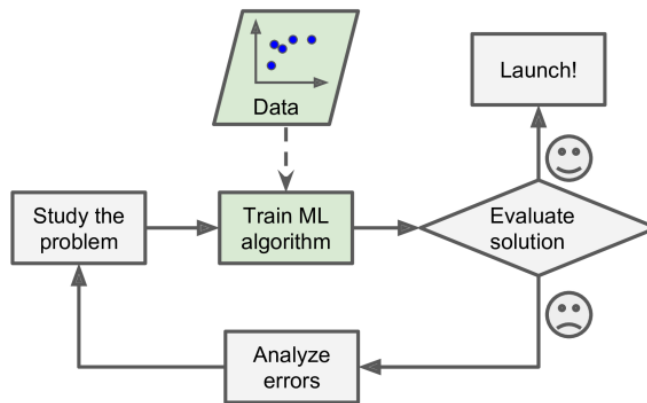 Launch!
Data
Study the
problem
Train ML
algorithm
Evaluate
solution
Analyze
errors